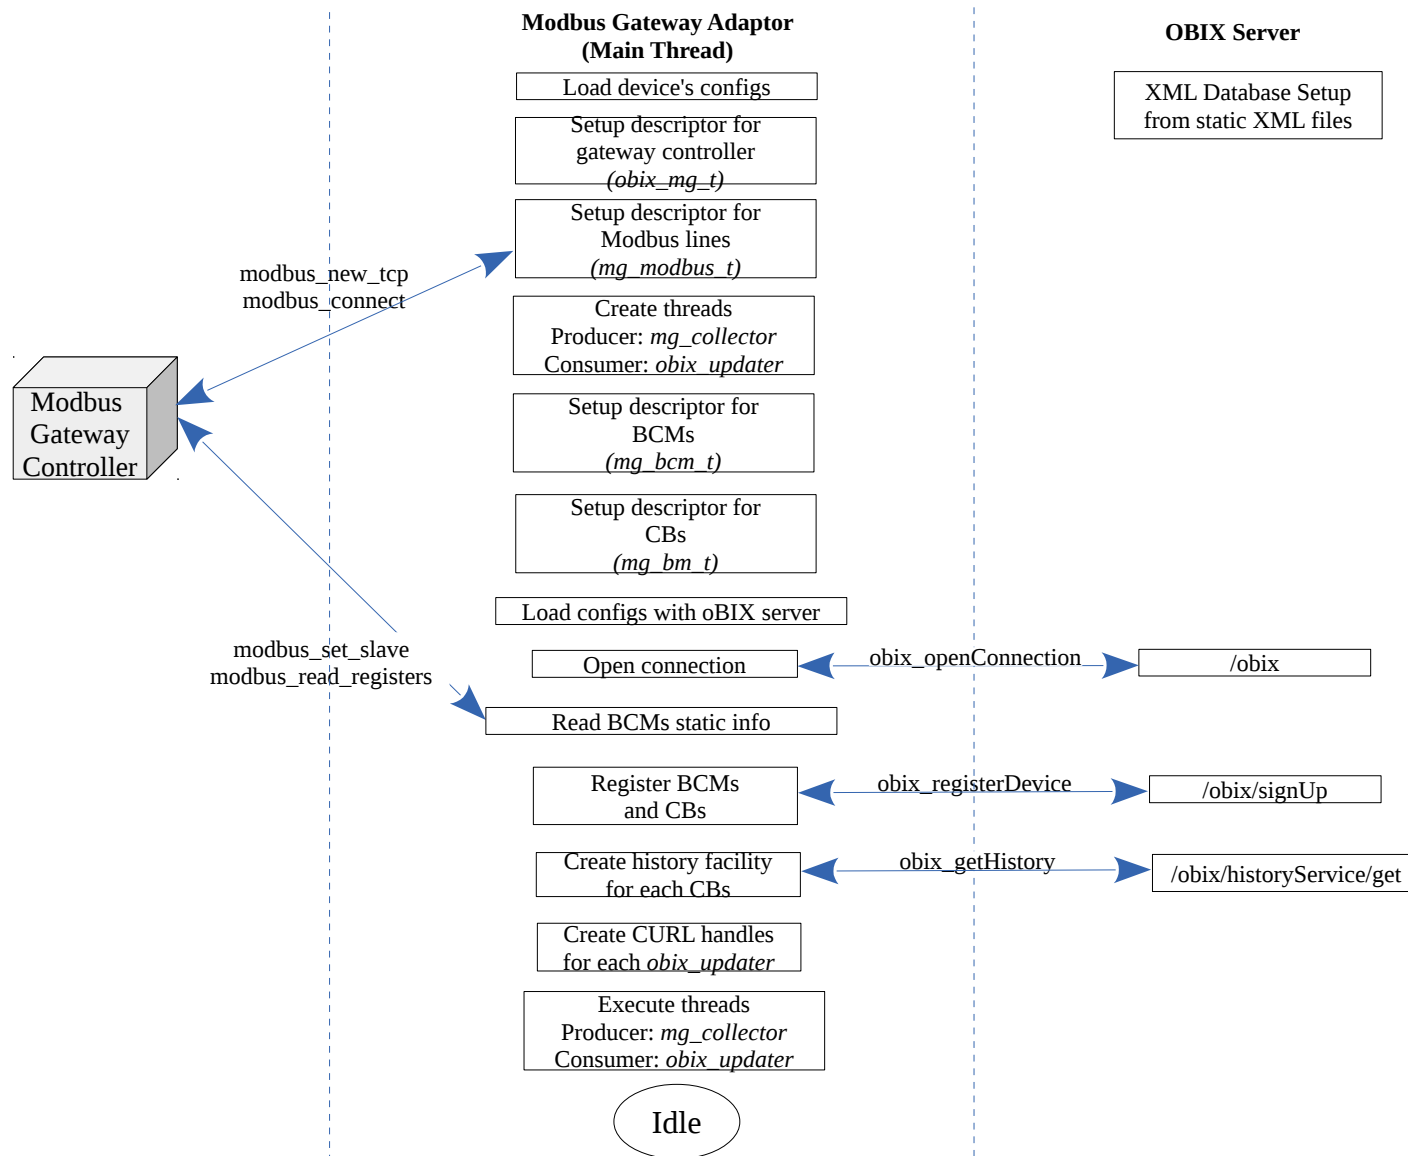 Modbus Gateway Adaptor
(Main Thread)
OBIX Server
Load device's configs
XML Database Setup
from static XML files
Setup descriptor for
gateway controller
(obix_mg_t)
Setup descriptor for
Modbus lines
(mg_modbus_t)
modbus_new_tcp
modbus_connect
Create threads
Producer: mg_collector
Consumer: obix_updater
Modbus
Gateway
Controller
Setup descriptor for
BCMs
(mg_bcm_t)
Setup descriptor for
CBs
(mg_bm_t)
Load configs with oBIX server
modbus_set_slave
modbus_read_registers
Open connection
obix_openConnection
/obix
Read BCMs static info
Register BCMs
and CBs
obix_registerDevice
/obix/signUp
Create history facility
for each CBs
obix_getHistory
/obix/historyService/get
Create CURL handles
for each obix_updater
Execute threads
Producer: mg_collector
Consumer: obix_updater
Idle